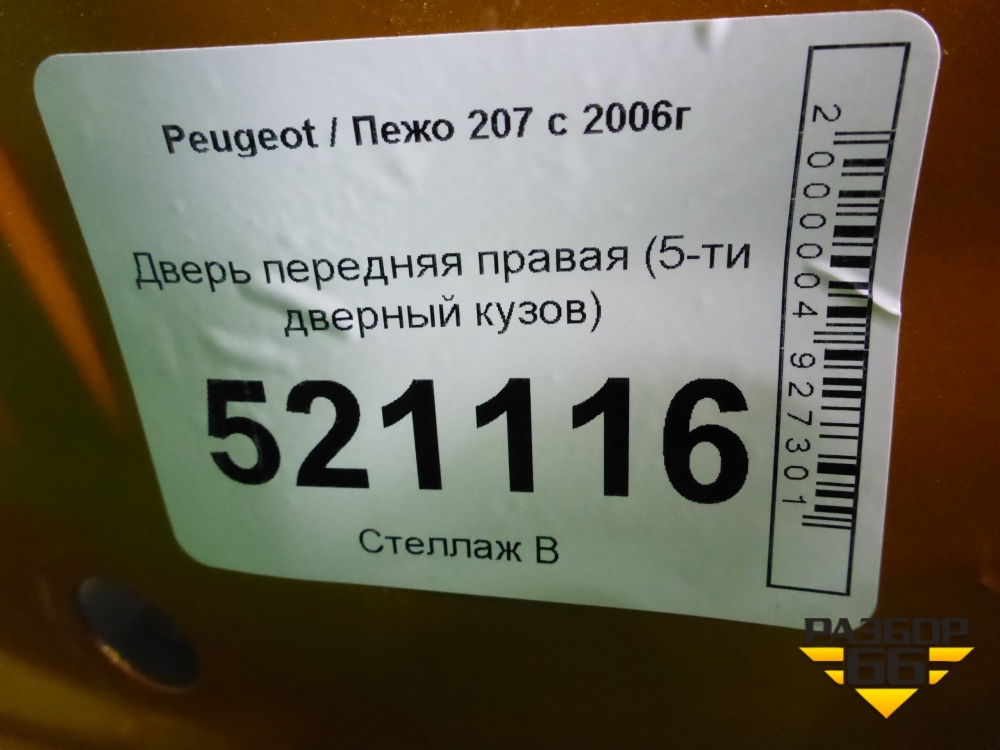 Peugeot / Пежо 207 с 2006г
Дверь передняя правая (5-ти
дверный кузов)
521116
Стеллаж В
2000004927301
РАЗБОР
66